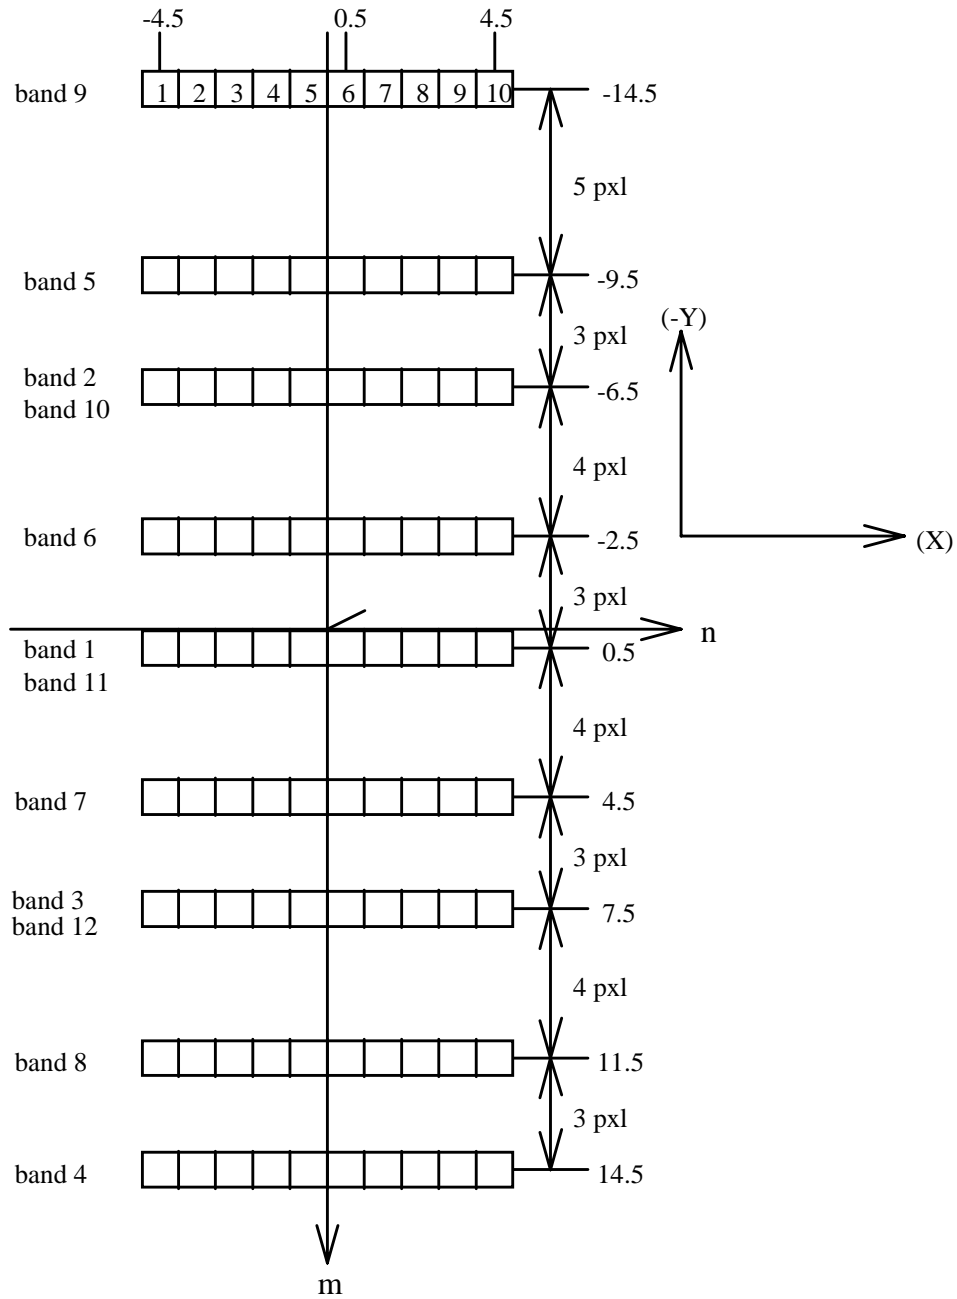 -4.5 0.5 4.5
band 9 1 2 3 4 5 6 7 8 9 10 -14.5
5 pxl
band 5 -9.5
(-Y)
3 pxl
band 2 -6.5
band 10
4 pxl
band 6 -2.5 (X)
3 pxl
n
band 1 0.5
band 11
4 pxl
band 7 4.5
3 pxl
band 3 7.5
band 12
4 pxl
band 8 11.5
3 pxl
band 4 14.5
m